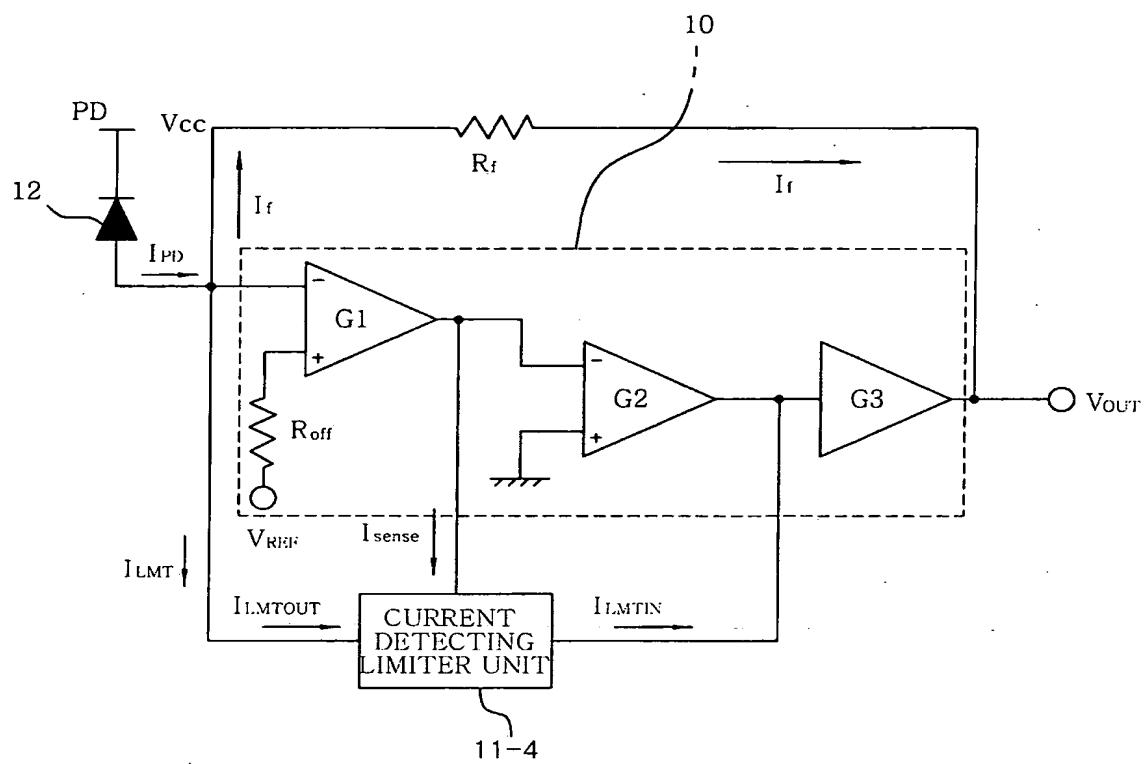 10
PD
Vcc
Rf
If
If
12
IPD
−
G1
+
Roff
VREF
−
G2
+
G3
VOUT
Isense
ILMT
ILMTOUT
ILMTIN
CURRENT
DETECTING
LIMITER UNIT
11-4